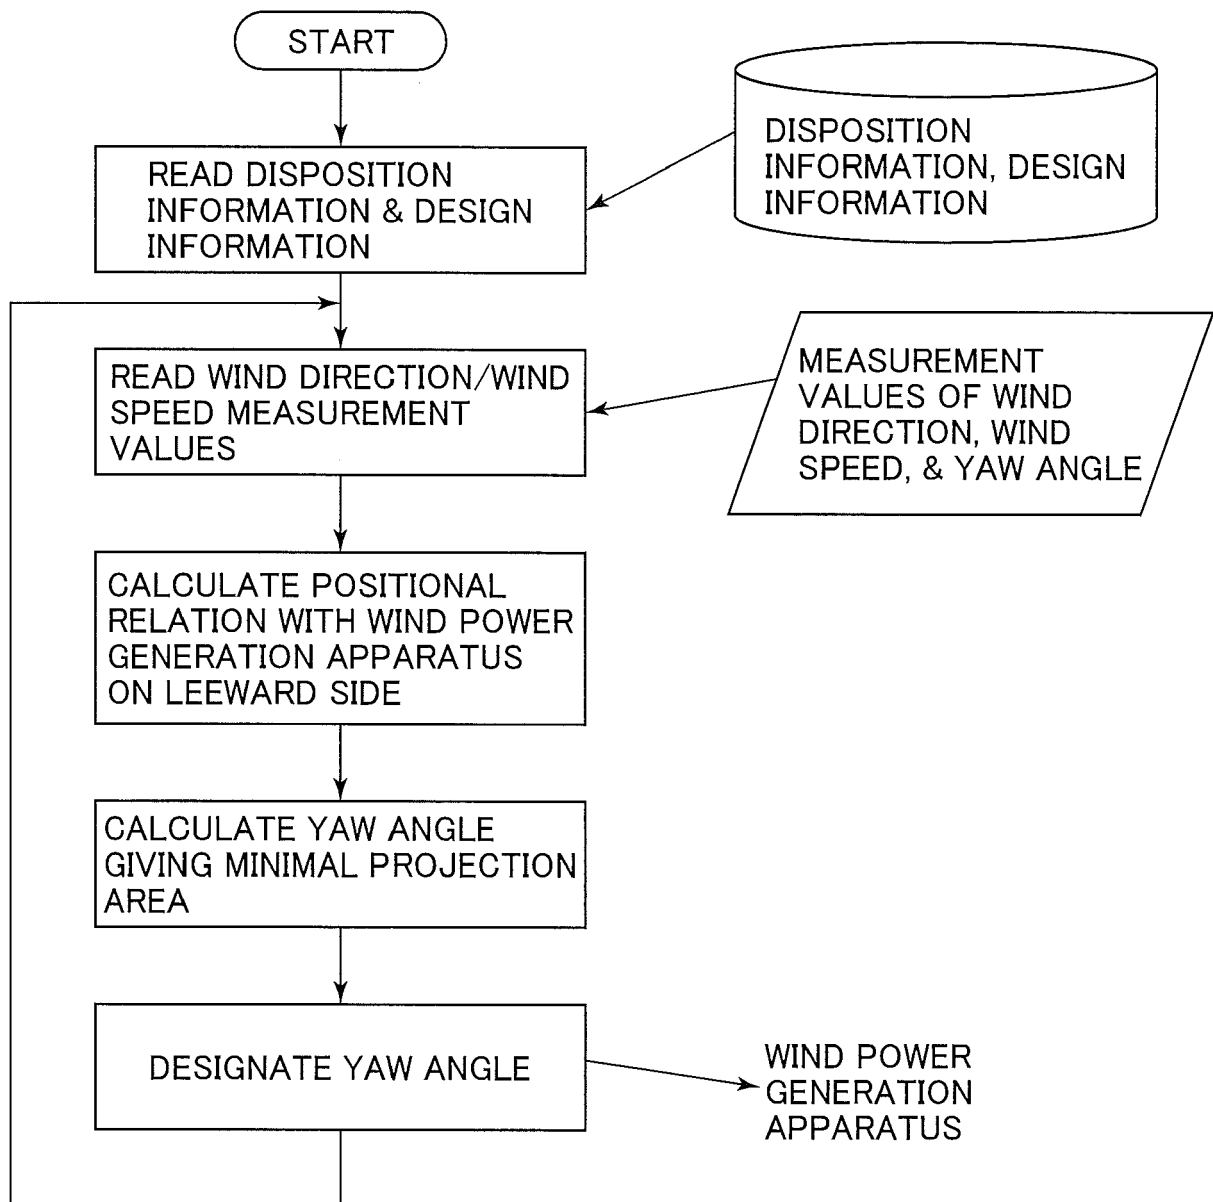 START
READ DISPOSITION
INFORMATION & DESIGN
INFORMATION
DISPOSITION
INFORMATION, DESIGN
INFORMATION
READ WIND DIRECTION/WIND
SPEED MEASUREMENT
VALUES
MEASUREMENT
VALUES OF WIND
DIRECTION, WIND
SPEED, & YAW ANGLE
CALCULATE POSITIONAL
RELATION WITH WIND POWER
GENERATION APPARATUS
ON LEEWARD SIDE
CALCULATE YAW ANGLE
GIVING MINIMAL PROJECTION
AREA
DESIGNATE YAW ANGLE
WIND POWER
GENERATION
APPARATUS